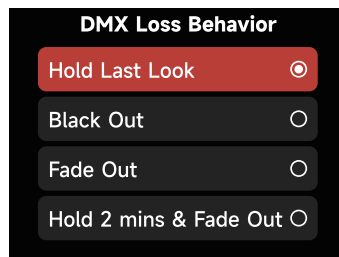 DMX Loss Behavior
Hold Last Look
Black Out
Fade Out
Hold 2 mins & Fade Out